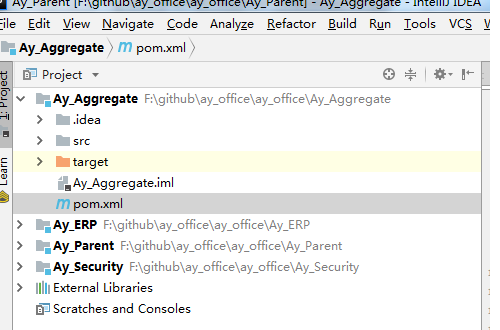 Ay_Parent [F:\github\ay_office\ay_office\Ay_Parent] - Ay_Aggregate - IntelliJ IDEA
File Edit View Navigate Code Analyze Refactor Build Run Tools VCS
Ay_Aggregate pom.xml
1: Project
Project
Ay_Aggregate F:\github\ay_office\ay_office\Ay_Aggregate
.idea
src
target
Ay_Aggregate.iml
pom.xml
Learn
Ay_ERP F:\github\ay_office\ay_office\Ay_ERP
Ay_Parent F:\github\ay_office\ay_office\Ay_Parent
Ay_Security F:\github\ay_office\ay_office\Ay_Security
External Libraries
Scratches and Consoles